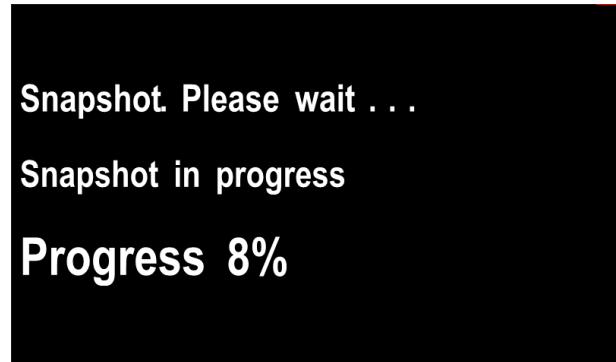 Snapshot. Please wait . . .
Snapshot in progress
Progress 8%